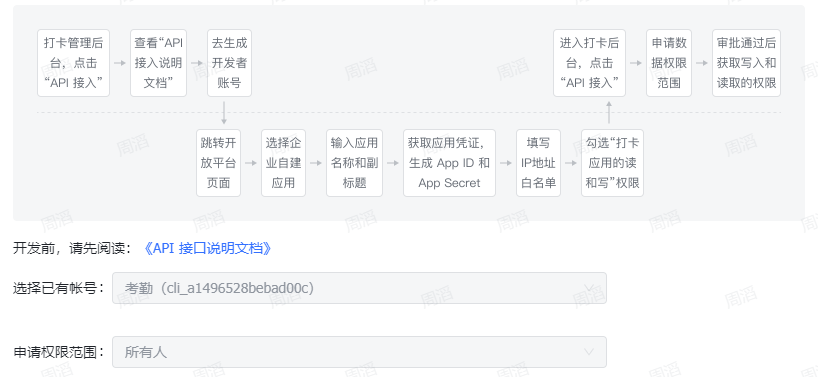 打卡管理后
台，点击
“API 接入”
查看“API
接入说明
文档”
去生成
开发者
账号
进入打卡后
台，点击
“API 接入”
申请数
据权限
范围
审批通过后
获取写入和
读取的权限
跳转开
放平台
页面
选择企
业自建
应用
输入应用
名称和副
标题
获取应用凭证，
生成 App ID 和
App Secret
填写
IP地址
白名单
勾选“打卡
应用的读
和写”权限
开发前，请先阅读：《API 接口说明文档》
选择已有帐号： 考勤（cli_a1496528bebad00c）
申请权限范围： 所有人